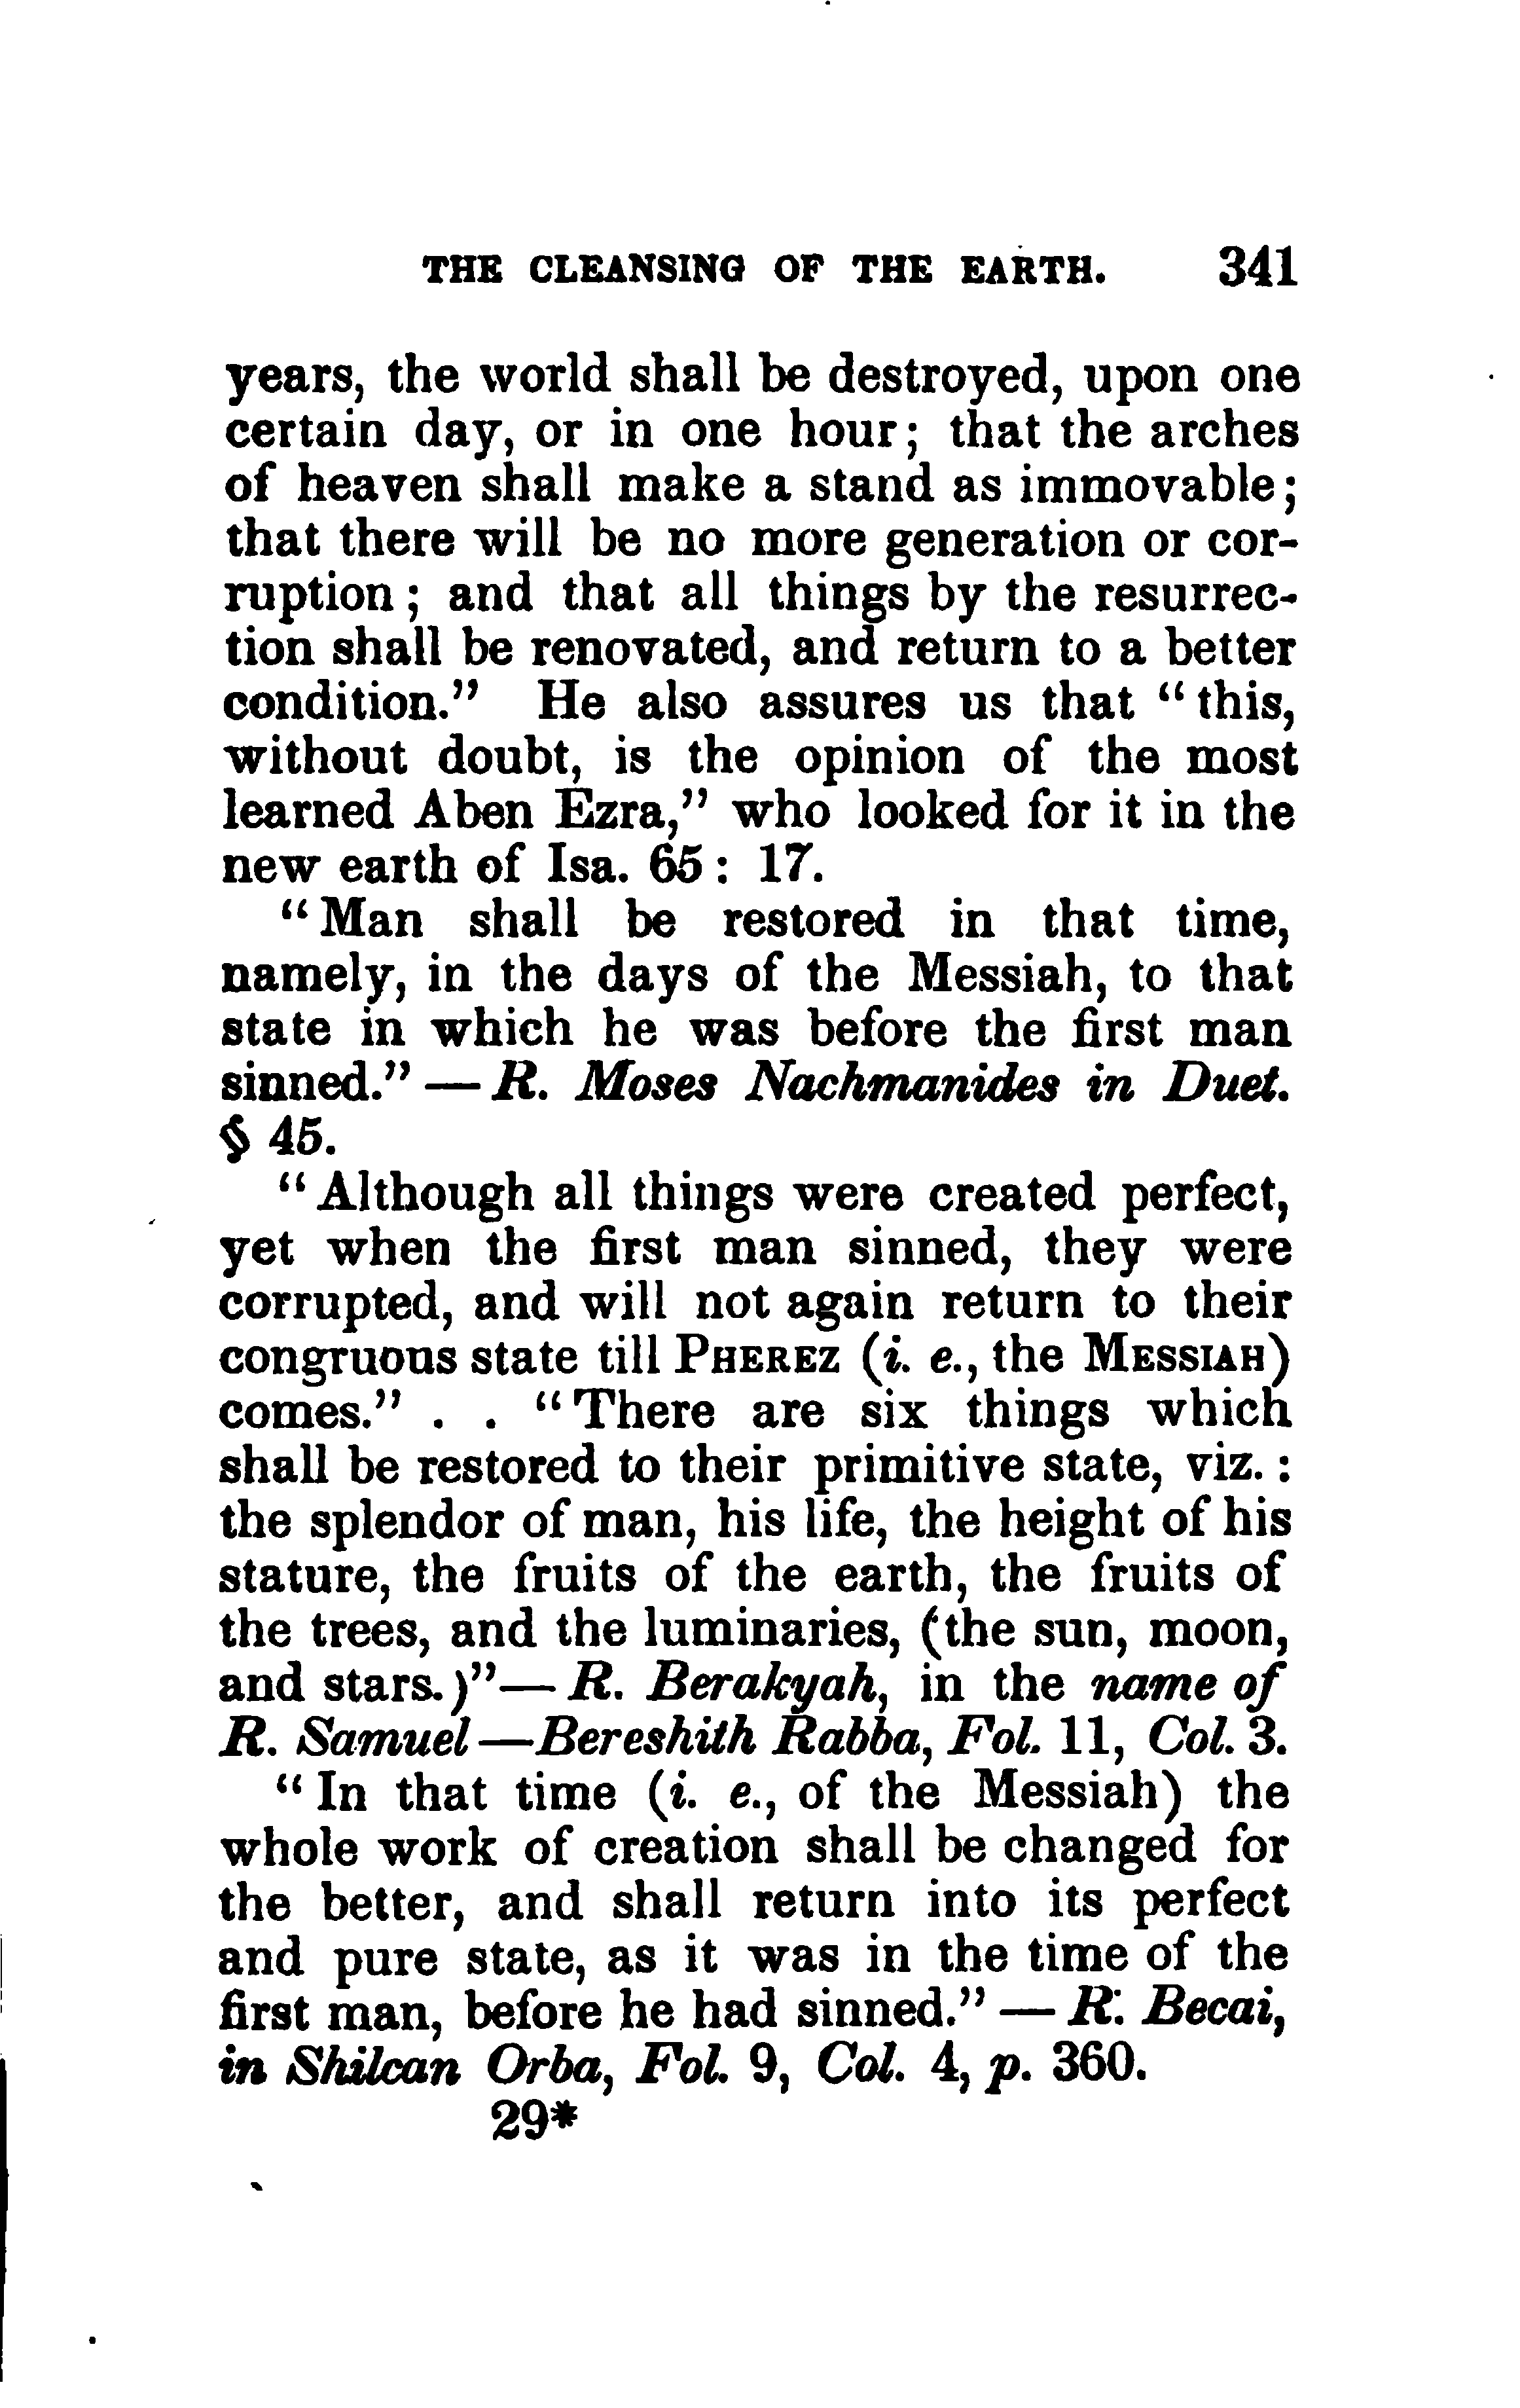 THE CLEANSING OF THE EARTH. 341
years, the world shall be destroyed, upon one
certain day, or in one hour; that the arches
of heaven shall make a stand as immovable;
that there will be no more generation or cor-
ruption; and that all things by the resurrec-
tion shall be renovated, and return to a better
condition." He also assures us that "this,
without doubt, is the opinion of the most
learned Aben Ezra," who looked for it in the
new earth of Isa. 65: 17.
"Man shall be restored in that time,
namely, in the days of the Messiah, to that
state in which he was before the first man
sinned." — R. Moses Nachmanides in Duet.
§ 45.
"Although all things were created perfect,
yet when the first man sinned, they were
corrupted, and will not again return to their
congruous state till PHEREZ (i. e., the MESSIAH)
comes." . . "There are six things which
shall be restored to their primitive state, viz.:
the splendor of man, his life, the height of his
stature, the fruits of the earth, the fruits of
the trees, and the luminaries, (the sun, moon,
and stars.)"— R. Berakyah, in the name of
R. Samuel—Bereshith Rabba, Fol. 11, Col. 3.
"In that time (i. e., of the Messiah) the
whole work of creation shall be changed for
the better, and shall return into its perfect
and pure state, as it was in the time of the
first man, before he had sinned." — R. Becai,
in Shilcan Orba, Fol. 9, Col. 4, p. 360.
29*